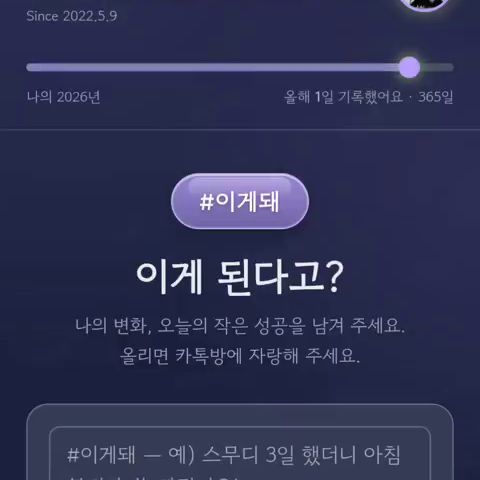 Since 2022.5.9
나의 2026년
올해 1일 기록했어요 · 365일
#이게돼
이게 된다고?
나의 변화, 오늘의 작은 성공을 남겨 주세요.
올리면 카톡방에 자랑해 주세요.
#이게돼 — 예) 스무디 3일 했더니 아침